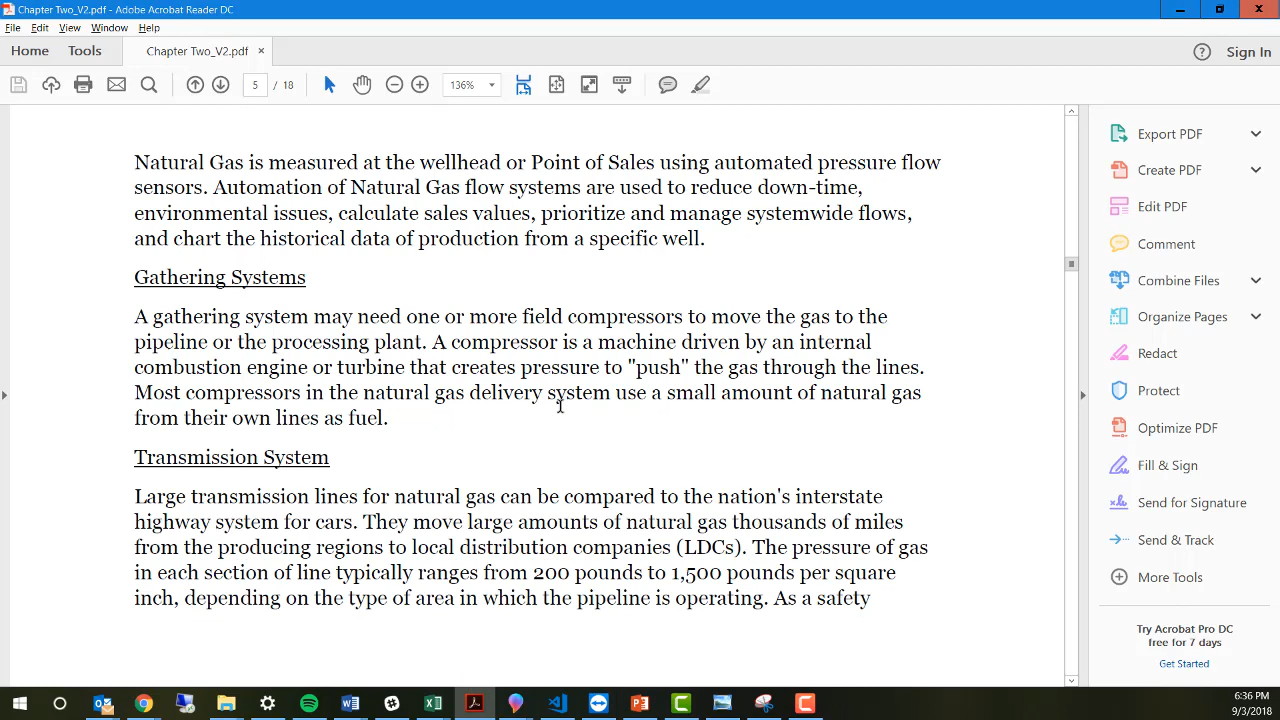 Chapter Two_V2.pdf - Adobe Acrobat Reader DC
File Edit View Window Help
Home Tools Chapter Two_V2.pdf × Sign In
5 / 18 136%
Natural Gas is measured at the wellhead or Point of Sales using automated pressure flow
sensors. Automation of Natural Gas flow systems are used to reduce down-time,
environmental issues, calculate sales values, prioritize and manage systemwide flows,
and chart the historical data of production from a specific well.
Gathering Systems
A gathering system may need one or more field compressors to move the gas to the
pipeline or the processing plant. A compressor is a machine driven by an internal
combustion engine or turbine that creates pressure to "push" the gas through the lines.
Most compressors in the natural gas delivery system use a small amount of natural gas
from their own lines as fuel.
Transmission System
Large transmission lines for natural gas can be compared to the nation's interstate
highway system for cars. They move large amounts of natural gas thousands of miles
from the producing regions to local distribution companies (LDCs). The pressure of gas
in each section of line typically ranges from 200 pounds to 1,500 pounds per square
inch, depending on the type of area in which the pipeline is operating. As a safety
Export PDF
Create PDF
Edit PDF
Comment
Combine Files
Organize Pages
Redact
Protect
Optimize PDF
Fill & Sign
Send for Signature
Send & Track
More Tools
Try Acrobat Pro DC
free for 7 days
Get Started
6:36 PM
9/3/2018